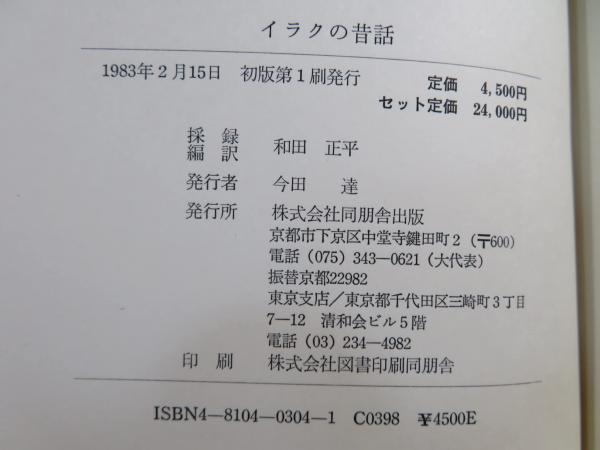 イラクの昔話
1983年2月15日 初版第1刷発行 定価 4,500円
セット定価 24,000円
採録
編訳 和田 正平
発行者 今田 達
発行所 株式会社同朋舎出版
京都市下京区中堂寺鍵田町2（〒600）
電話（075）343―0621（大代表）
振替京都22982
東京支店／東京都千代田区三崎町3丁目
7―12 清和会ビル5階
電話（03）234―4982
印刷 株式会社図書印刷同朋舎
ISBN4―8104―0304―1 C0398 ¥4500E